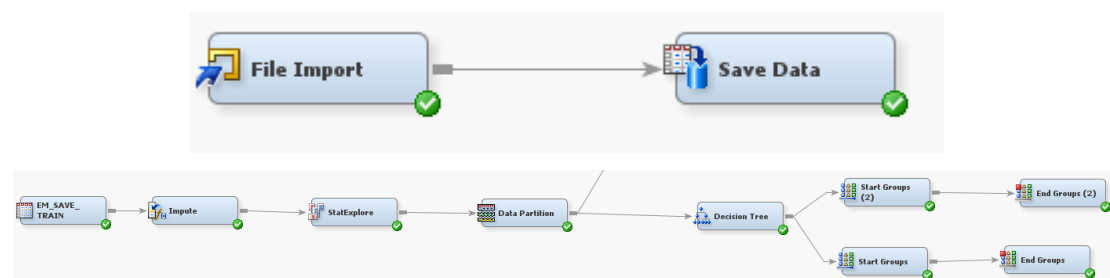 File Import
Save Data
EM_SAVE_
TRAIN
Impute
StatExplore
Data Partition
Decision Tree
Start Groups
(2)
End Groups (2)
Start Groups
End Groups